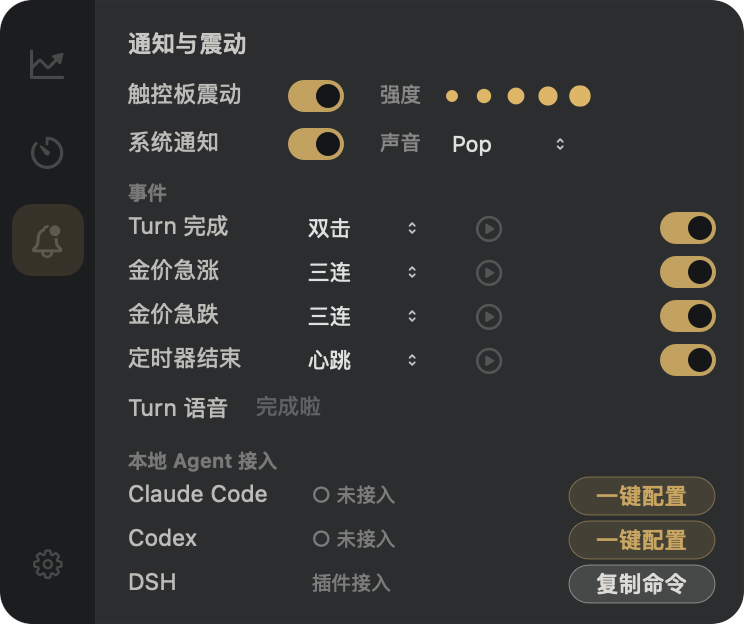 通知与震动
触控板震动 强度
系统通知 声音 Pop
事件
Turn 完成 双击
金价急涨 三连
金价急跌 三连
定时器结束 心跳
Turn 语音 完成啦
本地 Agent 接入
Claude Code 未接入 一键配置
Codex 未接入 一键配置
DSH 插件接入 复制命令